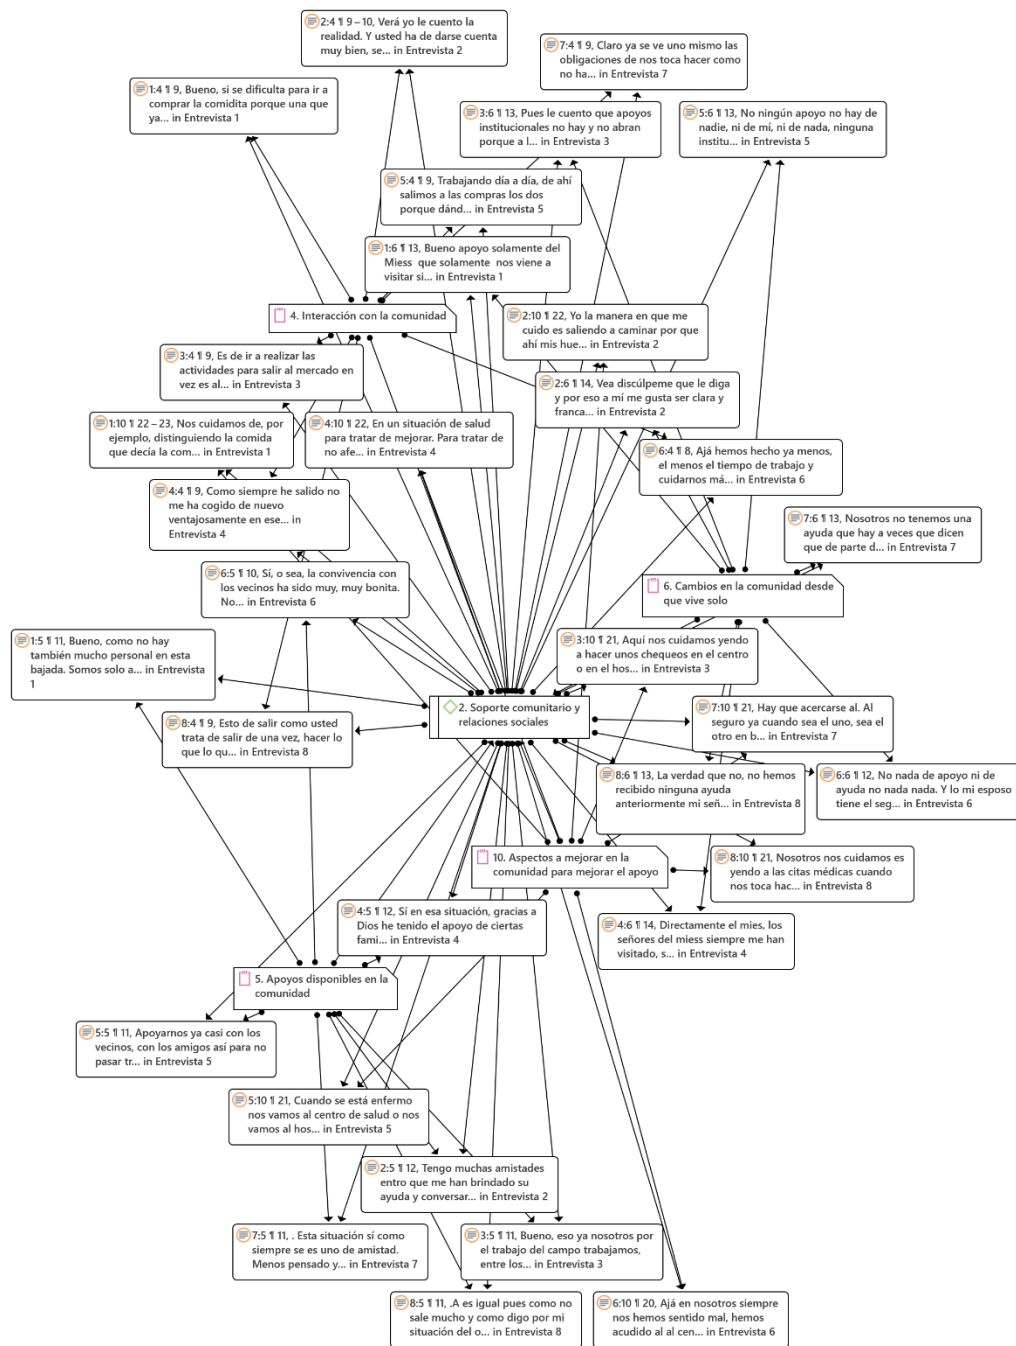 2:4 ¶ 9 – 10, Verá yo le cuento la
realidad. Y usted ha de darse cuenta
muy bien, se... in Entrevista 2
7:4 ¶ 9, Claro ya se ve uno mismo las
obligaciones de nos toca hacer como
no ha... in Entrevista 7
1:4 ¶ 9, Bueno, si se dificulta para ir a
comprar la comidita porque una que
ya... in Entrevista 1
3:6 ¶ 13, Pues le cuento que apoyos
institucionales no hay y no abran
porque a l... in Entrevista 3
5:6 ¶ 13, No ningún apoyo no hay de
nadie, ni de mí, ni de nada, ninguna
institu... in Entrevista 5
5:4 ¶ 9, Trabajando día a día, de ahí
salimos a las compras los dos
porque dánd... in Entrevista 5
1:6 ¶ 13, Bueno apoyo solamente del
Miess que solamente nos viene a
visitar si... in Entrevista 1
4. Interacción con la comunidad
2:10 ¶ 22, Yo la manera en que me
cuido es saliendo a caminar por que
ahí mis hue... in Entrevista 2
3:4 ¶ 9, Es de ir a realizar las
actividades para salir al mercado en
vez es al... in Entrevista 3
2:6 ¶ 14, Vea discúlpeme que le diga
y por eso a mí me gusta ser clara y
franca... in Entrevista 2
1:10 ¶ 22 – 23, Nos cuidamos de, por
ejemplo, distinguiendo la comida
que decía la com... in Entrevista 1
4:10 ¶ 22, En un situación de salud
para tratar de mejorar. Para tratar de
no afe... in Entrevista 4
6:4 ¶ 8, Ajá hemos hecho ya menos,
el menos el tiempo de trabajo y
cuidarnos má... in Entrevista 6
4:4 ¶ 9, Como siempre he salido no
me ha cogido de nuevo
ventajosamente en ese... in
Entrevista 4
7:6 ¶ 13, Nosotros no tenemos una
ayuda que hay a veces que dicen
que de parte d... in Entrevista 7
6:5 ¶ 10, Sí, o sea, la convivencia con
los vecinos ha sido muy, muy bonita.
No... in Entrevista 6
6. Cambios en la comunidad desde
que vive solo
1:5 ¶ 11, Bueno, como no hay
también mucho personal en esta
bajada. Somos solo a... in Entrevista
1
3:10 ¶ 21, Aquí nos cuidamos yendo
a hacer unos chequeos en el centro
o en el hos... in Entrevista 3
2. Soporte comunitario y
relaciones sociales
7:10 ¶ 21, Hay que acercarse al. Al
seguro ya cuando sea el uno, sea el
otro en b... in Entrevista 7
8:4 ¶ 9, Esto de salir como usted
trata de salir de una vez, hacer lo
que lo qu... in Entrevista 8
8:6 ¶ 13, La verdad que no, no hemos
recibido ninguna ayuda
anteriormente mi señ... in Entrevista 8
6:6 ¶ 12, No nada de apoyo ni de
ayuda no nada nada. Y lo mi esposo
tiene el seg... in Entrevista 6
10. Aspectos a mejorar en la
comunidad para mejorar el apoyo
8:10 ¶ 21, Nosotros nos cuidamos es
yendo a las citas médicas cuando
nos toca hac... in Entrevista 8
4:5 ¶ 12, Sí en esa situación, gracias a
Dios he tenido el apoyo de ciertas
fami... in Entrevista 4
4:6 ¶ 14, Directamente el mies, los
señores del miess siempre me han
visitado, s... in Entrevista 4
5. Apoyos disponibles en la
comunidad
5:5 ¶ 11, Apoyarnos ya casi con los
vecinos, con los amigos así para no
pasar tr... in Entrevista 5
5:10 ¶ 21, Cuando se está enfermo
nos vamos al centro de salud o nos
vamos al hos... in Entrevista 5
2:5 ¶ 12, Tengo muchas amistades
entro que me han brindado su
ayuda y conversar... in Entrevista 2
7:5 ¶ 11, . Esta situación sí como
siempre se es uno de amistad.
Menos pensado y... in Entrevista 7
3:5 ¶ 11, Bueno, eso ya nosotros por
el trabajo del campo trabajamos,
entre los... in Entrevista 3
8:5 ¶ 11, .A es igual pues como no
sale mucho y como digo por mi
situación del o... in Entrevista 8
6:10 ¶ 20, Ajá en nosotros siempre
nos hemos sentido mal, hemos
acudido al al cen... in Entrevista 6